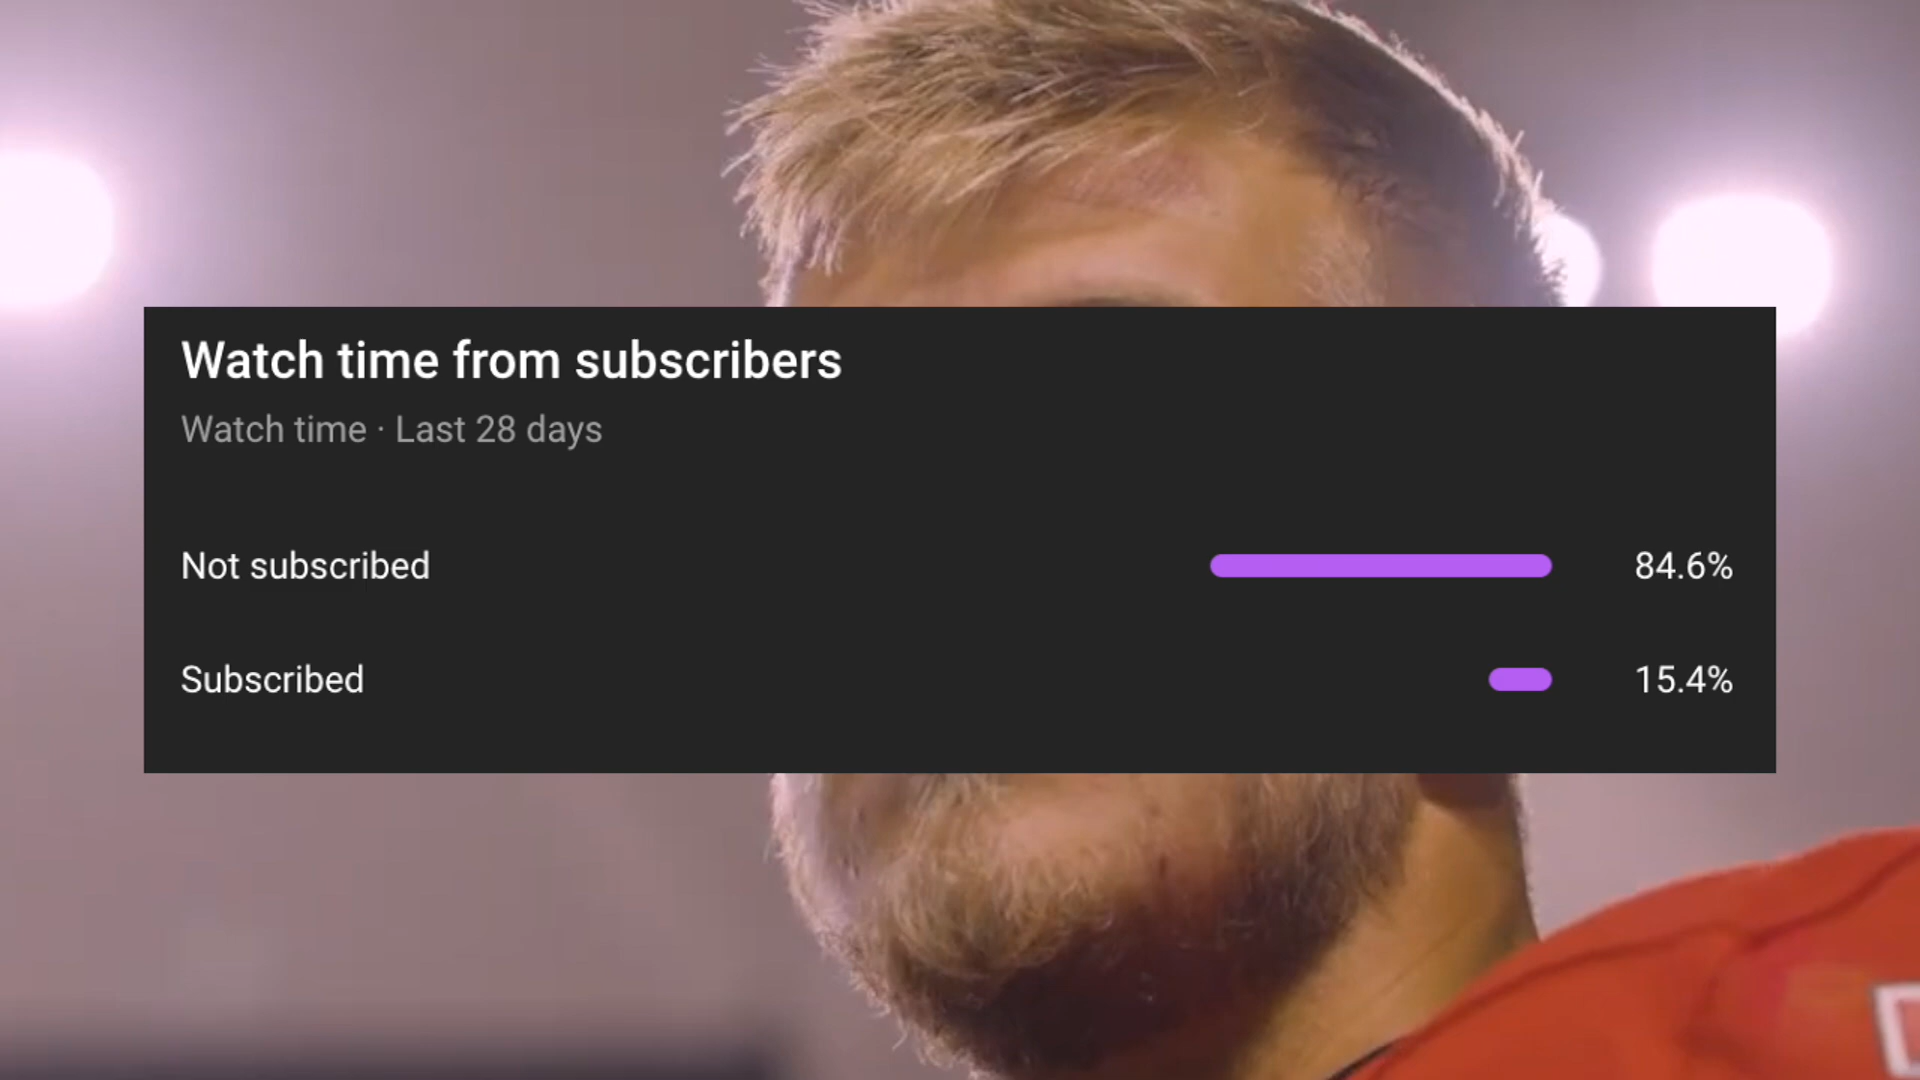 Watch time from subscribers
Watch time · Last 28 days
Not subscribed 84.6%
Subscribed 15.4%